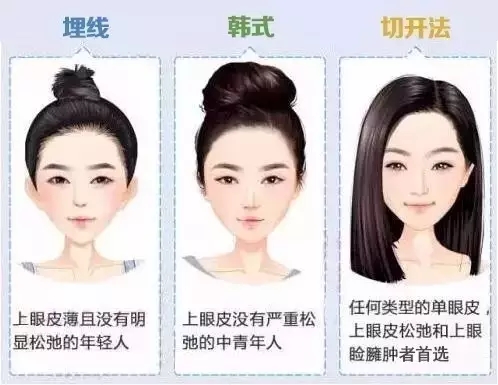 埋线
韩式
切开法
上眼皮薄且没有明
显松弛的年轻人
上眼皮没有严重松
弛的中青年人
任何类型的单眼皮，
上眼皮松弛和上眼
睑臃肿者首选